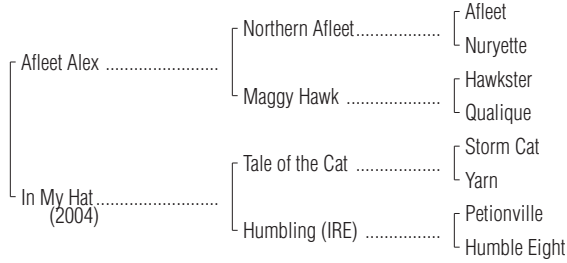 Afleet
Northern Afleet
Nuryette
Afleet Alex
Hawkster
Maggy Hawk
Qualique
Storm Cat
Tale of the Cat
Yarn
In My Hat
(2004)
Petionville
Humbling (IRE)
Humble Eight